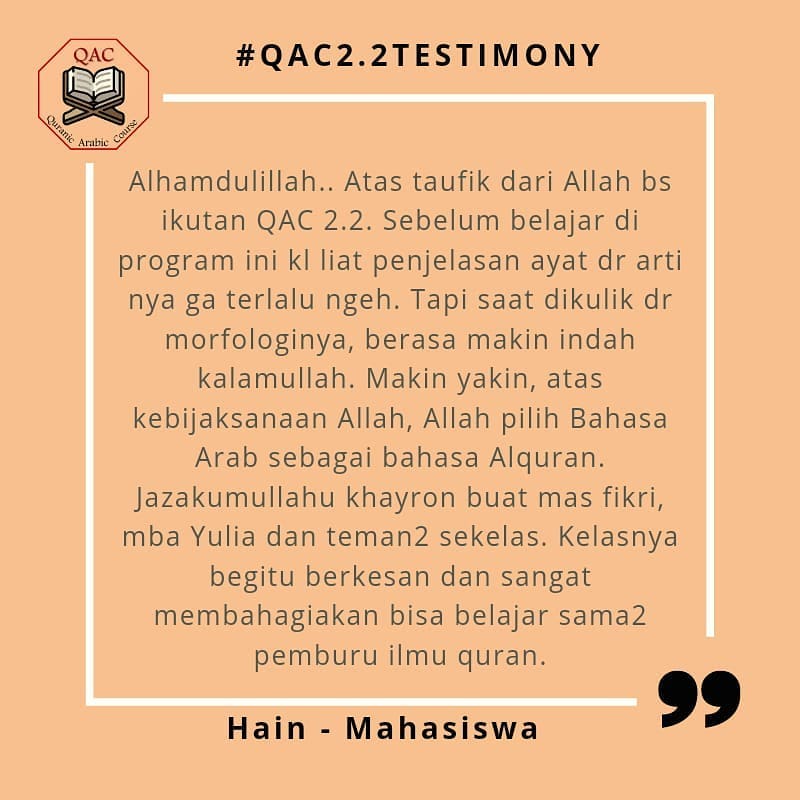 QAC
Quranic Arabic Course
#QAC2.2TESTIMONY
Alhamdulillah.. Atas taufik dari Allah bs
ikutan QAC 2.2. Sebelum belajar di
program ini kl liat penjelasan ayat dr arti
nya ga terlalu ngeh. Tapi saat dikulik dr
morfologinya, berasa makin indah
kalamullah. Makin yakin, atas
kebijaksanaan Allah, Allah pilih Bahasa
Arab sebagai bahasa Alquran.
Jazakumullahu khayron buat mas fikri,
mba Yulia dan teman2 sekelas. Kelasnya
begitu berkesan dan sangat
membahagiakan bisa belajar sama2
pemburu ilmu quran.
”
Hain - Mahasiswa